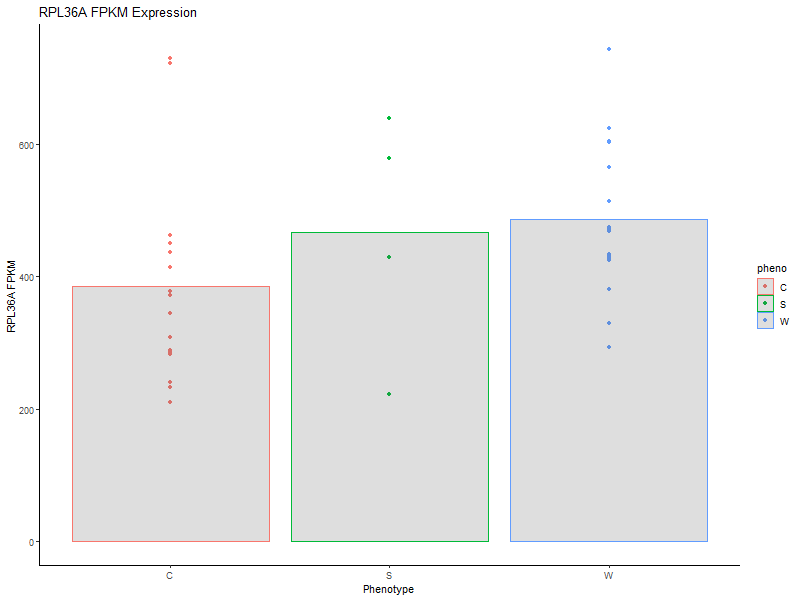 RPL36A FPKM Expression
600
400
200
0
RPL36A FPKM
C
S
W
Phenotype
pheno
C
S
W